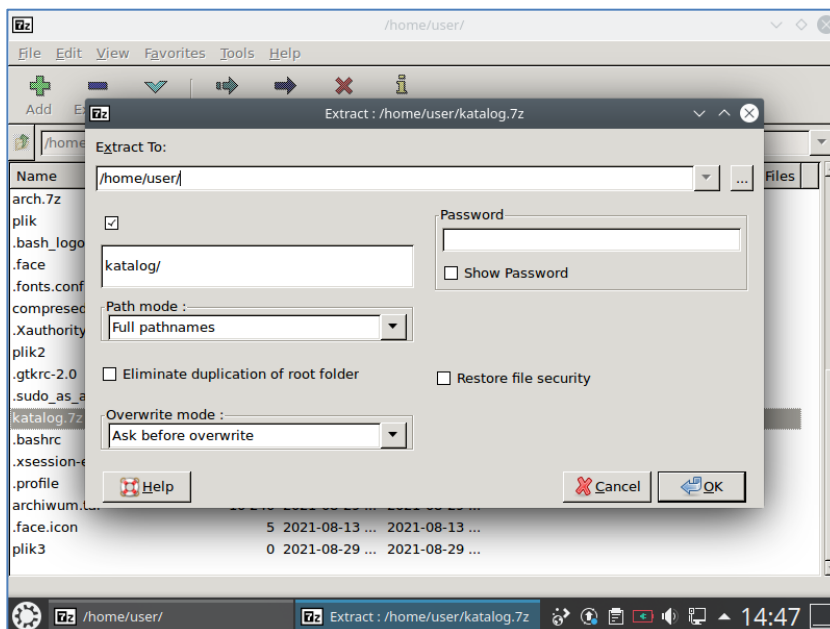 7z /home/user/
File Edit View Favorites Tools Help
Add
7z Extract : /home/user/katalog.7z
/home
Extract To:
/home/user/
...
Name Files
arch.7z
plik
.bash_logo
.face
.fonts.conf
compresed
.Xauthority
plik2
.gtkrc-2.0
.sudo_as_a
katalog.7z
.bashrc
.xsession-e
.profile
Password
katalog/
Show Password
Path mode :
Full pathnames
Eliminate duplication of root folder
Restore file security
Overwrite mode :
Ask before overwrite
Help Cancel OK
archiwum.tar
.face.icon 5 2021-08-13 ... 2021-08-13 ...
plik3 0 2021-08-29 ... 2021-08-29 ...
7z /home/user/
7z Extract : /home/user/katalog.7z
14:47